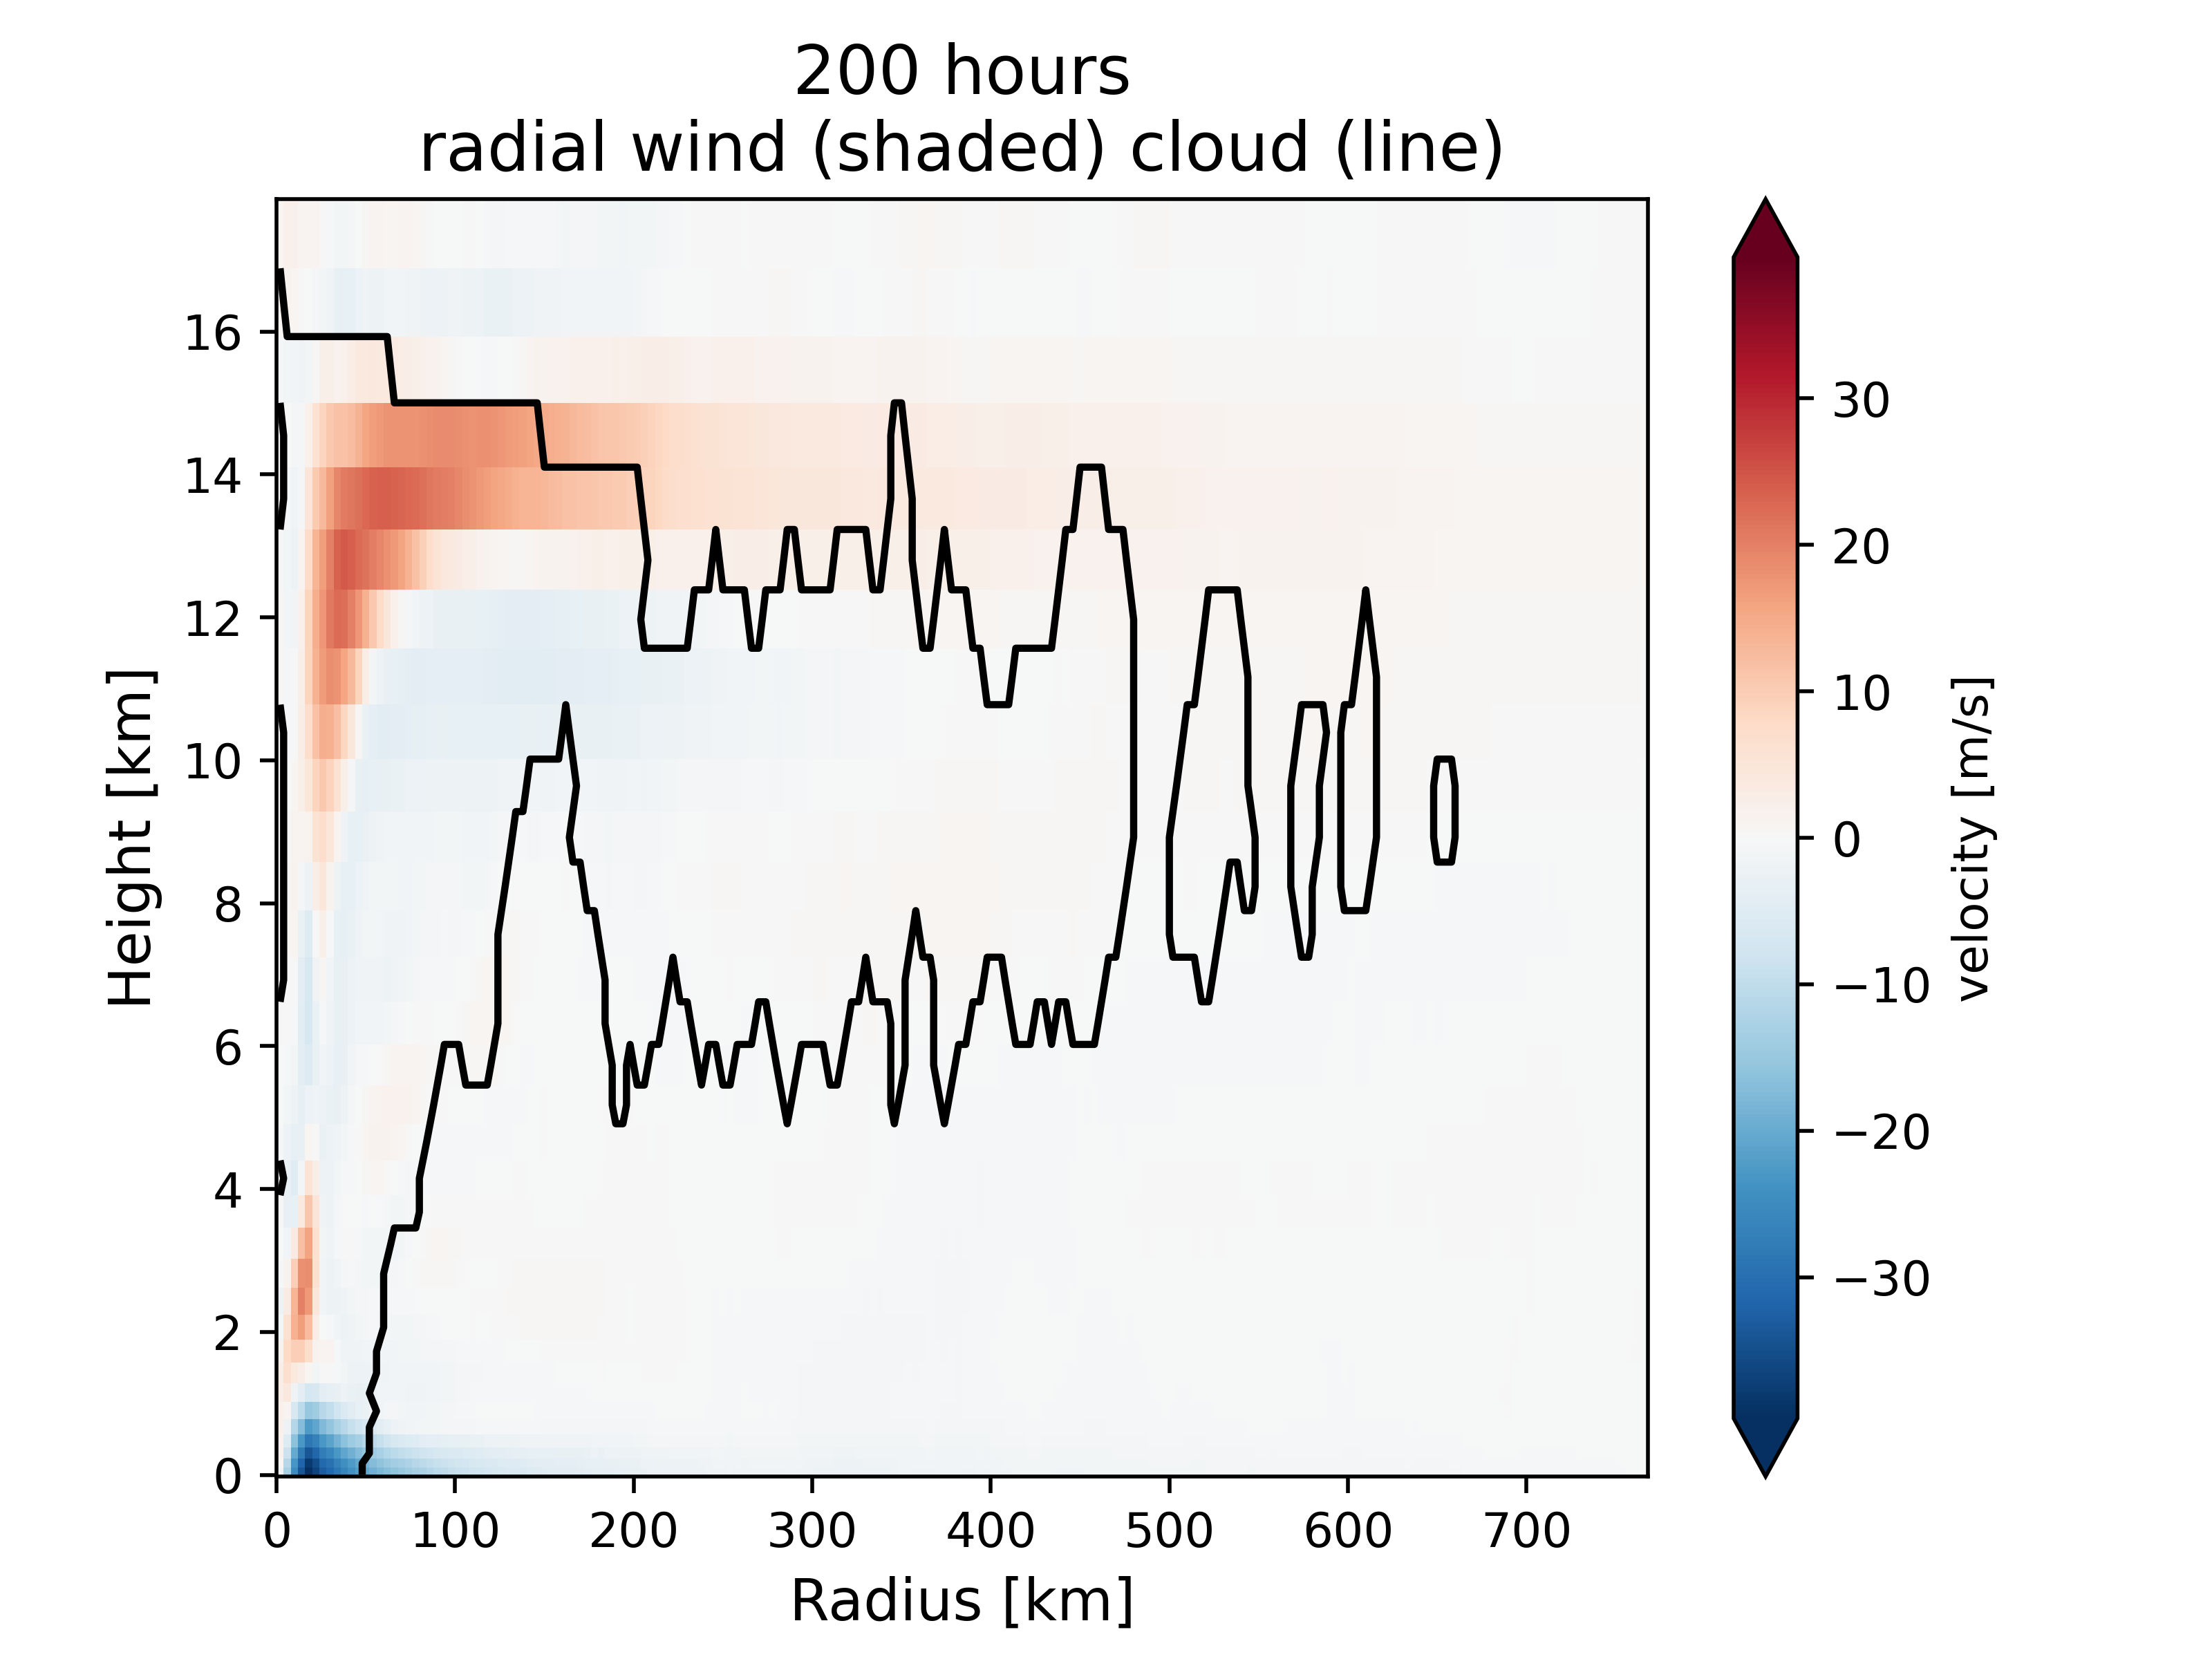 200 hours
radial wind (shaded) cloud (line)
Height [km]
16
14
12
10
8
6
4
2
0
0 100 200 300 400 500 600 700
Radius [km]
30
20
10
0
−10
−20
−30
velocity [m/s]